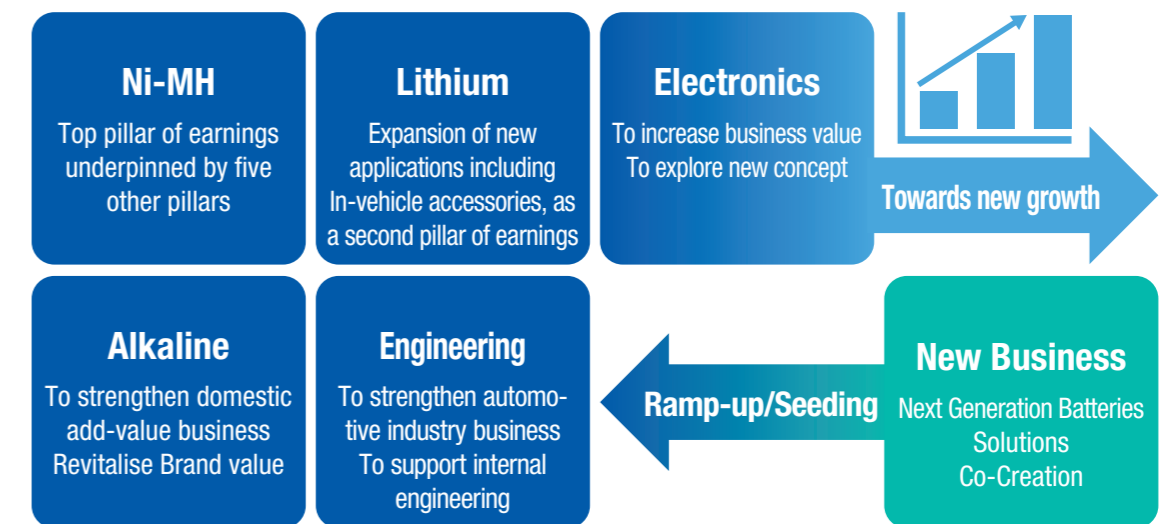 Ni-MH
Top pillar of earnings
underpinned by five
other pillars
Lithium
Expansion of new
applications including
In-vehicle accessories, as
a second pillar of earnings
Electronics
To increase business value
To explore new concept
Towards new growth
Alkaline
To strengthen domestic
add-value business
Revitalise Brand value
Engineering
To strengthen automo-
tive industry business
To support internal
engineering
Ramp-up/Seeding
New Business
Next Generation Batteries
Solutions
Co-Creation